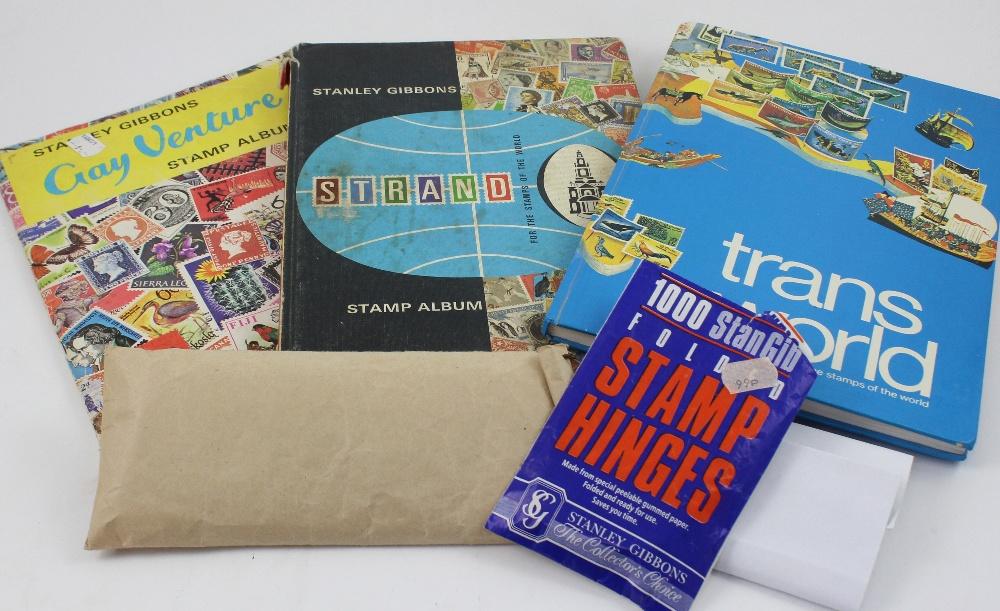 STANLEY GIBBONS
Gay Venture
STAMP ALBUM
SIERRA LEO
FIJI
STANLEY GIBBONS
STRAND
FOR THE STAMPS OF THE WORLD
STAMP ALBUM
trans
world
stamps of the world
1000 StanGib
FOLDED
STAMP
HINGES
99p
Made from special peelable gummed paper.
Folded and ready for use.
Saves you time.
SG
STANLEY GIBBONS
The Collector's Choice